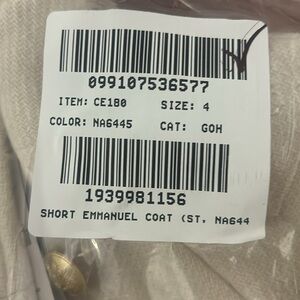 099107536577
ITEM: CE180 SIZE: 4
COLOR: NA6445 CAT: GOH
1939981156
SHORT EMMANUEL COAT (ST. NA644